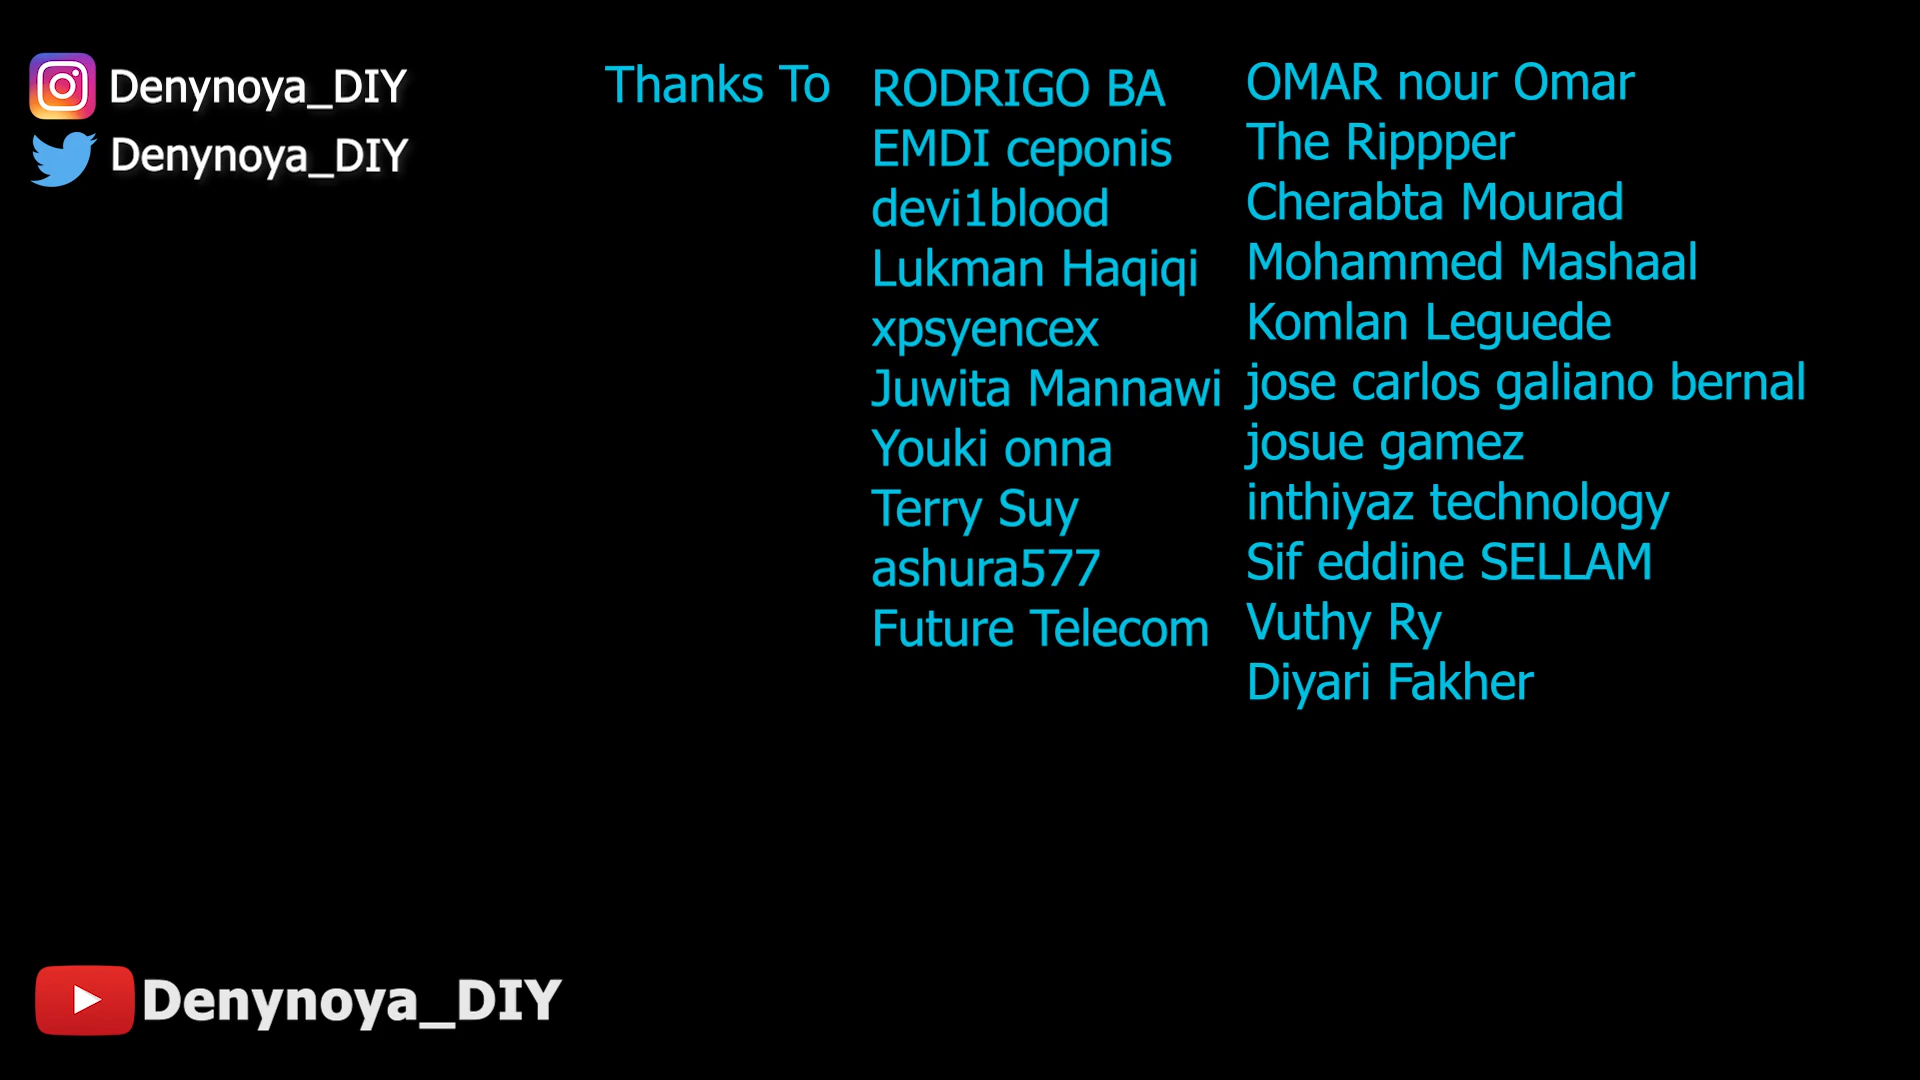 Denynoya_DIY
Denynoya_DIY
Thanks To
RODRIGO BA
EMDI ceponis
devi1blood
Lukman Haqiqi
xpsyencex
Juwita Mannawi
Youki onna
Terry Suy
ashura577
Future Telecom
OMAR nour Omar
The Rippper
Cherabta Mourad
Mohammed Mashaal
Komlan Leguede
jose carlos galiano bernal
josue gamez
inthiyaz technology
Sif eddine SELLAM
Vuthy Ry
Diyari Fakher
Denynoya_DIY